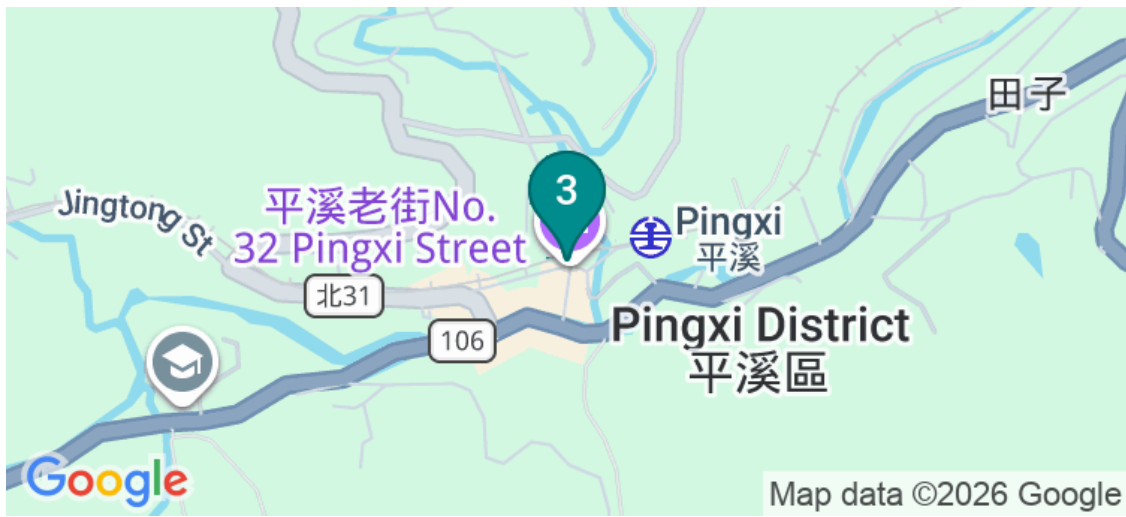 田子
Jingtong St
3
平溪老街No.
32 Pingxi Street
Pingxi
平溪
北31
106
Pingxi District
平溪區
Google
Map data ©2026 Google